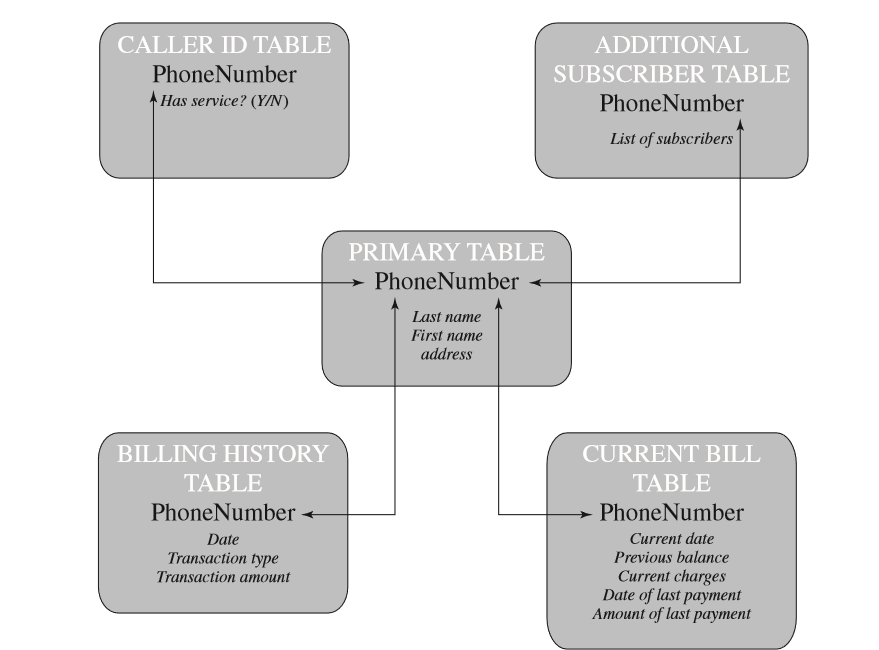 CALLER ID TABLE
PhoneNumber
Has service? (Y/N)
ADDITIONAL
SUBSCRIBER TABLE
PhoneNumber
List of subscribers
PRIMARY TABLE
PhoneNumber
Last name
First name
address
BILLING HISTORY
TABLE
PhoneNumber
Date
Transaction type
Transaction amount
CURRENT BILL
TABLE
PhoneNumber
Current date
Previous balance
Current charges
Date of last payment
Amount of last payment